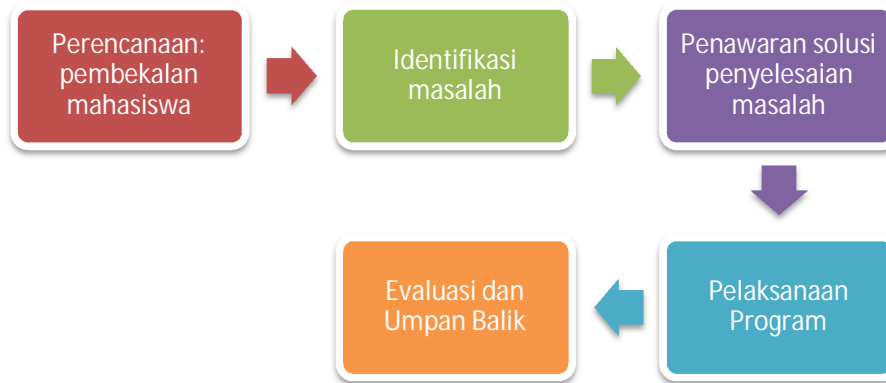 Perencanaan:
pembekalan
mahasiswa
Identifikasi
masalah
Penawaran solusi
penyelesaian
masalah
Pelaksanaan
Program
Evaluasi dan
Umpan Balik